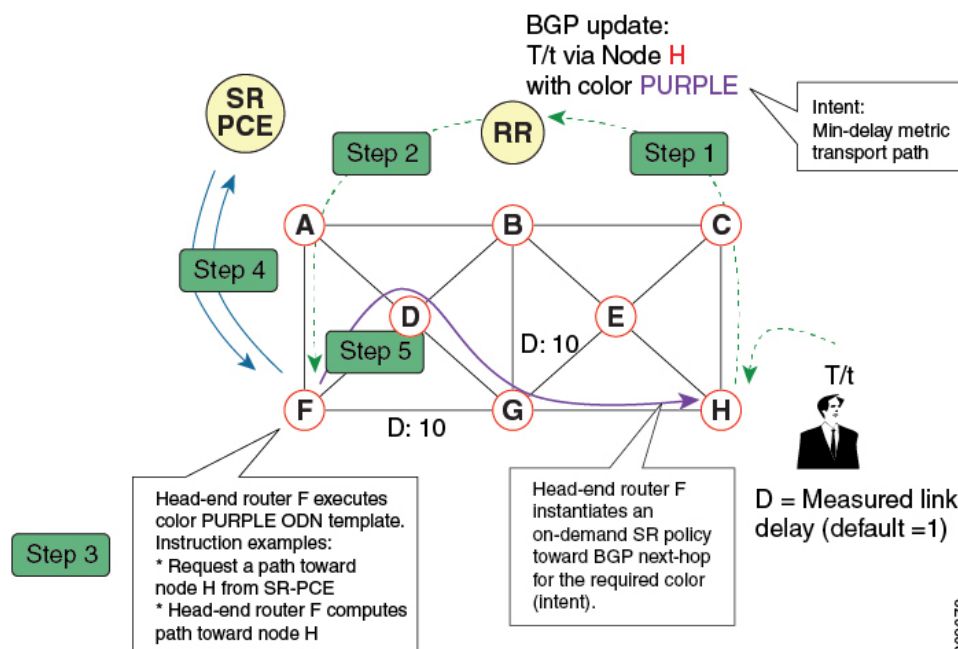 BGP update:
T/t via Node H
with color PURPLE
SR
PCE
RR
Intent:
Min-delay metric
transport path
Step 2
Step 1
A
B
C
Step 4
D
E
Step 5
D: 10
T/t
F
G
H
D: 10
Head-end router F executes
color PURPLE ODN template.
Instruction examples:
* Request a path toward
node H from SR-PCE
* Head-end router F computes
path toward node H
Head-end router F
instantiates an
on-demand SR policy
toward BGP next-hop
for the required color
(intent).
D = Measured link
delay (default =1)
Step 3